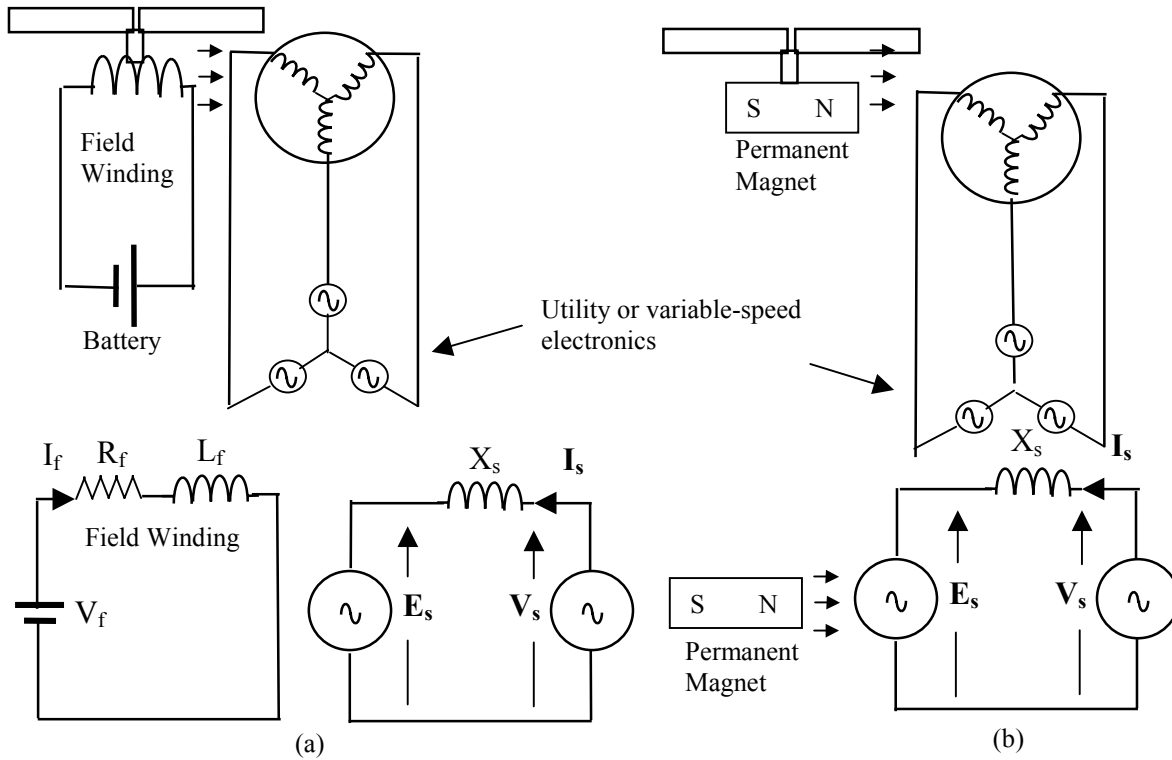 Field
Winding
Battery
S N
Permanent
Magnet
Utility or variable-speed
electronics
I_f R_f L_f
Field Winding
V_f
X_s I_s
E_s V_s
(a)
X_s I_s
S N
Permanent
Magnet
E_s V_s
(b)